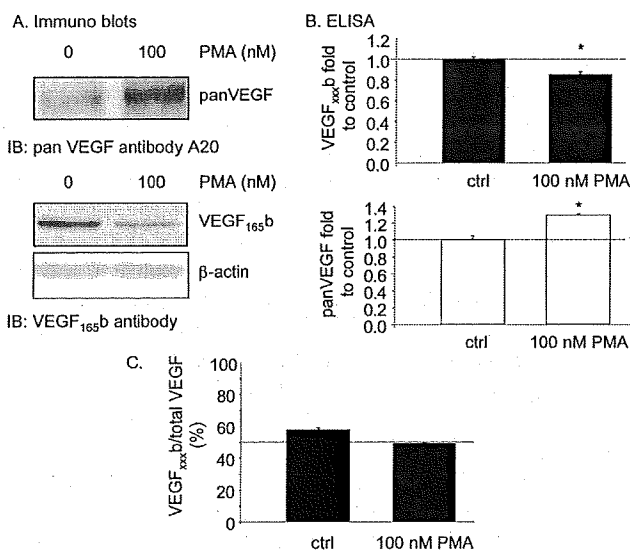 A. Immuno blots
0 100 PMA (nM)
panVEGF
IB: pan VEGF antibody A20
0 100 PMA (nM)
VEGF165b
β-actin
IB: VEGF165b antibody
B. ELISA
VEGFxxxb fold
to control
1.2
1.0
0.8
0.6
0.4
0.2
0.0
*
ctrl 100 nM PMA
panVEGF fold
to control
1.4
1.2
1.0
0.8
0.6
0.4
0.2
0.0
*
ctrl 100 nM PMA
C.
VEGFxxxb/total VEGF
(%)
100
80
60
40
20
0
ctrl 100 nM PMA